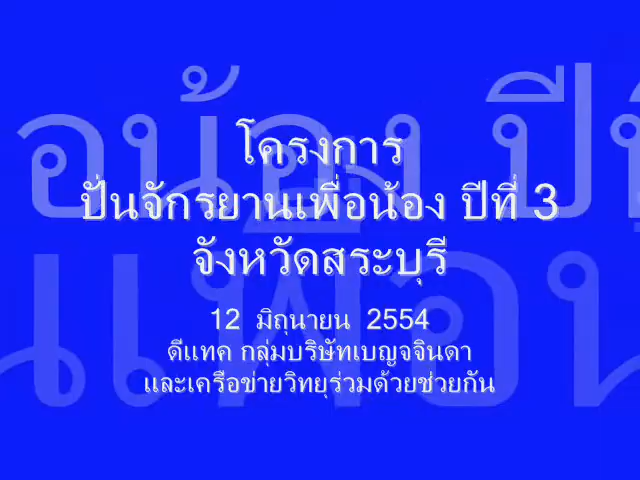 โครงการ
ปั่นจักรยานเพื่อน้อง ปีที่ 3
จังหวัดสระบุรี
12 มิถุนายน 2554
ดีแทค กลุ่มบริษัทเบญจจินดา
และเครือข่ายวิทยุร่วมด้วยช่วยกัน